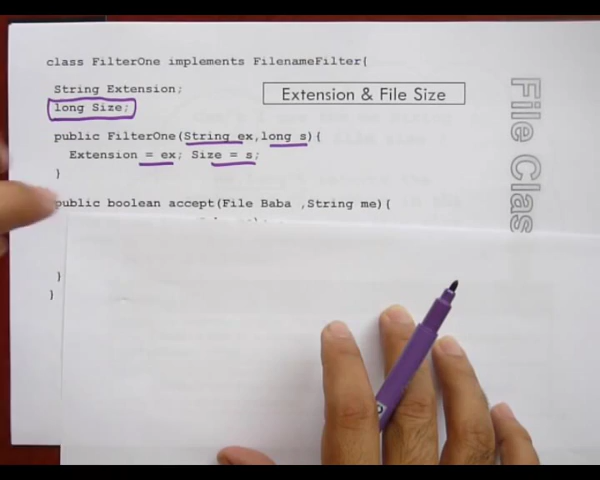 class FilterOne implements FilenameFilter{
String Extension;
Extension & File Size
long Size;
public FilterOne(String ex,long s){
Extension = ex; Size = s;
}
public boolean accept(File Baba ,String me){
}
}
File Clas